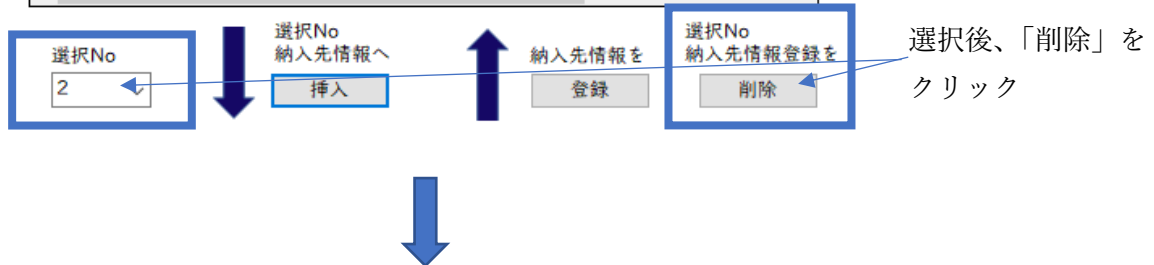 選択No
2
選択No
納入先情報へ
挿入
納入先情報を
登録
選択No
納入先情報登録を
削除
選択後、「削除」を
クリック